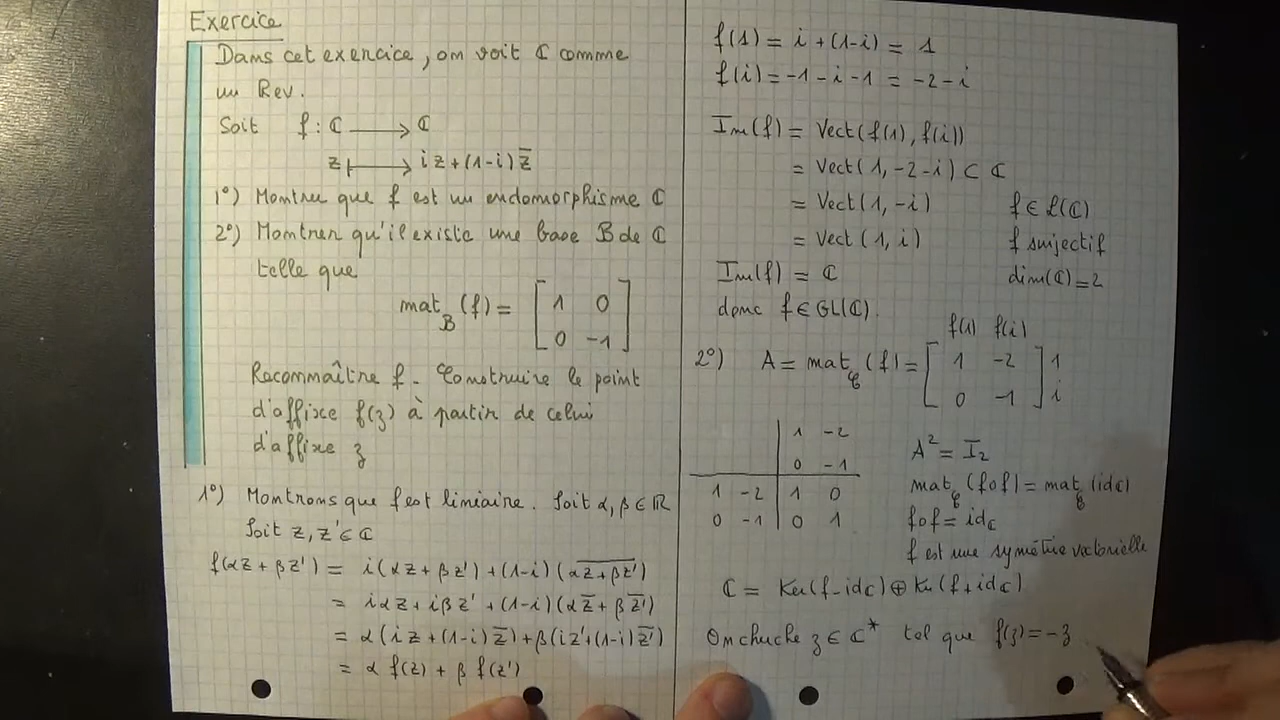 Exercice
Dans cet exercice, on voit ℂ comme
un Rev.
Soit f : ℂ ⟶ ℂ
z ⟼ iz + (1-i) z̅
1°) Montrer que f est un endomorphisme ℂ
2°) Montrer qu'il existe une base B de ℂ
telle que
mat_B (f) = [ 1 0
0 -1 ]
Reconnaître f. Construire le point
d'affixe f(z) à partir de celui
d'affixe z
1°) Montrons que f est linéaire. Soit α, β ∈ ℝ
Soit z, z' ∈ ℂ
f(αz + βz') = i(αz + βz') + (1-i)(\overline{αz + βz'})
= iαz + iβz' + (1-i)(α z̅ + β \overline{z'})
= α(iz + (1-i) z̅) + β(iz' + (1-i) \overline{z'})
= α f(z) + β f(z')
f(1) = i + (1-i) = 1
f(i) = -1 - i - 1 = -2 - i
Im(f) = Vect(f(1), f(i))
= Vect(1, -2-i) ⊂ ℂ
= Vect(1, -i) f ∈ ℒ(ℂ)
= Vect(1, i) f surjectif
Im(f) = ℂ dim(ℂ) = 2
donc f ∈ GL(ℂ).
f(1) f(i)
2°) A = mat_𝒞 (f) = [ 1 -2 ] 1
0 -1 i
1 -2
0 -1 A² = I₂
1 -2 1 0 mat_𝒞 (f∘f) = mat_𝒞 (id_ℂ)
0 -1 0 1 f∘f = id_ℂ
f est une symétrie vectorielle
ℂ = Ker(f - id_ℂ) ⊕ Ker(f + id_ℂ)
On cherche z ∈ ℂ* tel que f(z) = -z